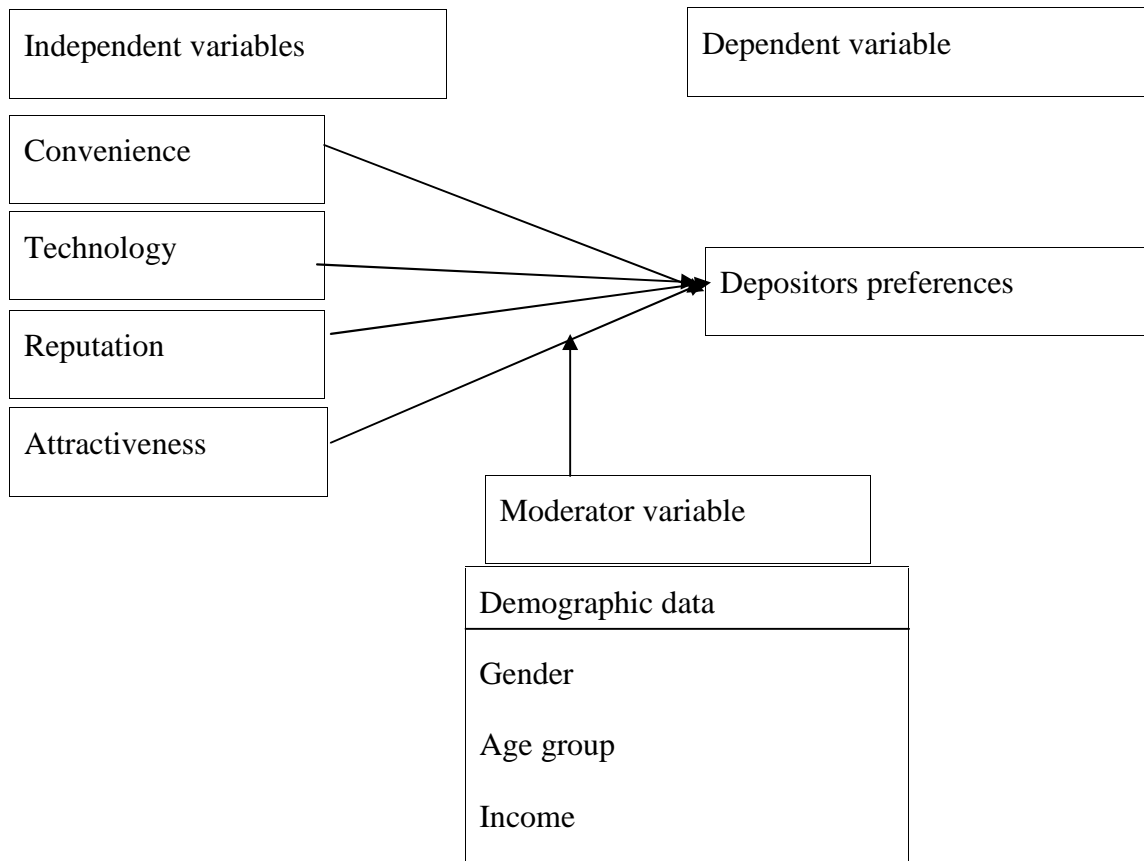 Independent variables
Dependent variable
Convenience
Technology
Depositors preferences
Reputation
Attractiveness
Moderator variable
Demographic data
Gender
Age group
Income